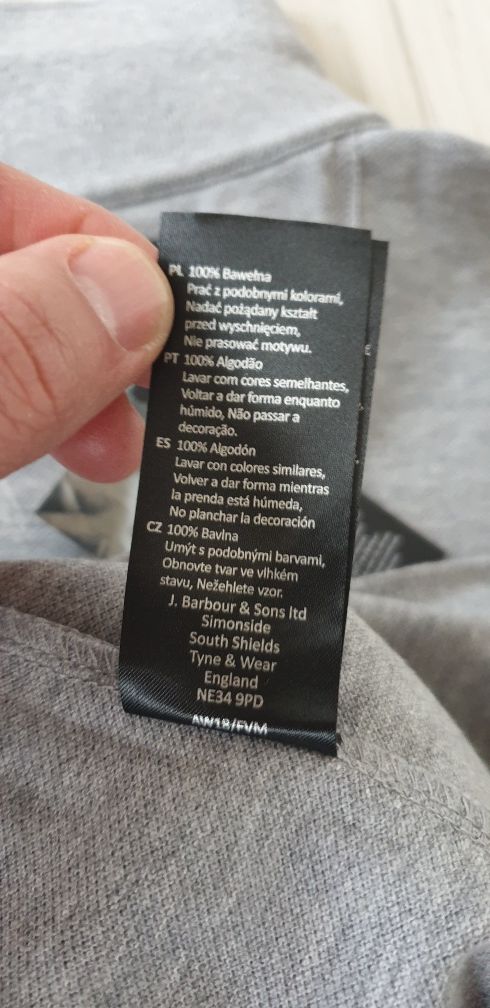 PL 100% Bawełna
Prać z podobnymi kolorami,
Nadać pożądany kształt
przed wyschnięciem,
Nie prasować motywu.
PT 100% Algodão
Lavar com cores semelhantes,
Voltar a dar forma enquanto
húmido, Não passar a
decoração.
ES 100% Algodón
Lavar con colores similares,
Volver a dar forma mientras
la prenda está húmeda,
No planchar la decoración
CZ 100% Bavlna
Umýt s podobnými barvami,
Obnovte tvar ve vlhkém
stavu, Nežehlete vzor.
J. Barbour & Sons ltd
Simonside
South Shields
Tyne & Wear
England
NE34 9PD
AW18/FVM